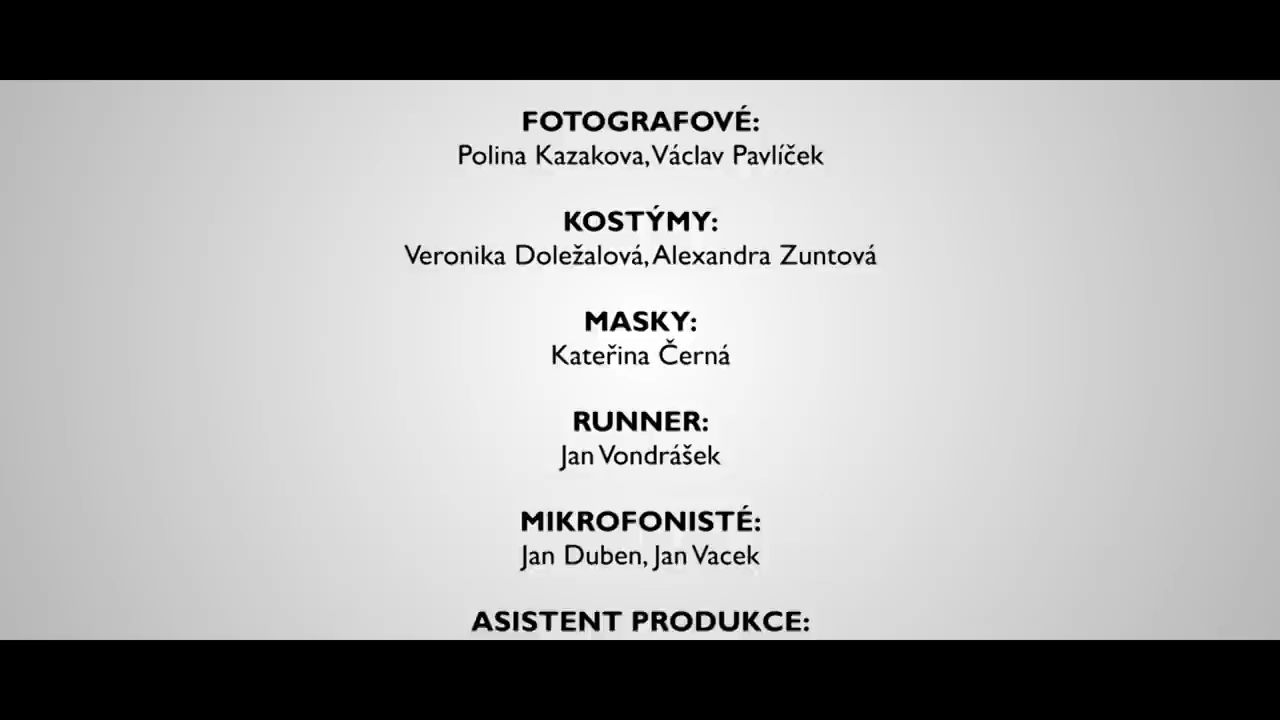 FOTOGRAFOVÉ:
Polina Kazakova, Václav Pavlíček
KOSTÝMY:
Veronika Doležalová, Alexandra Zuntová
MASKY:
Kateřina Černá
RUNNER:
Jan Vondrášek
MIKROFONISTÉ:
Jan Duben, Jan Vacek
ASISTENT PRODUKCE: